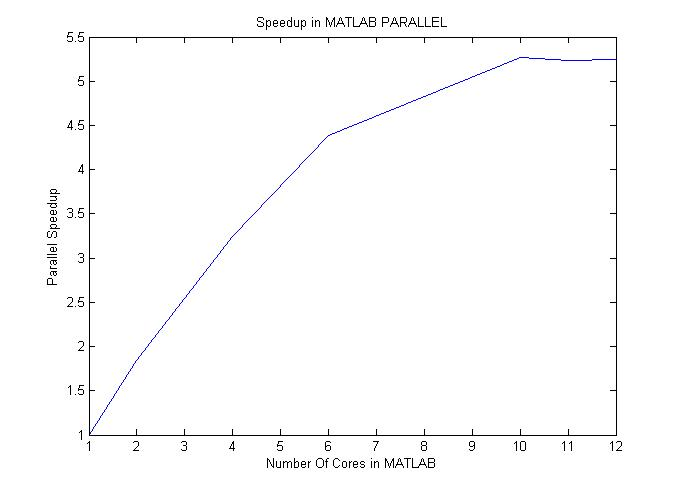 Speedup in MATLAB PARALLEL
5.5
5
4.5
4
3.5
3
2.5
2
1.5
1
Parallel Speedup
1 2 3 4 5 6 7 8 9 10 11 12
Number Of Cores in MATLAB